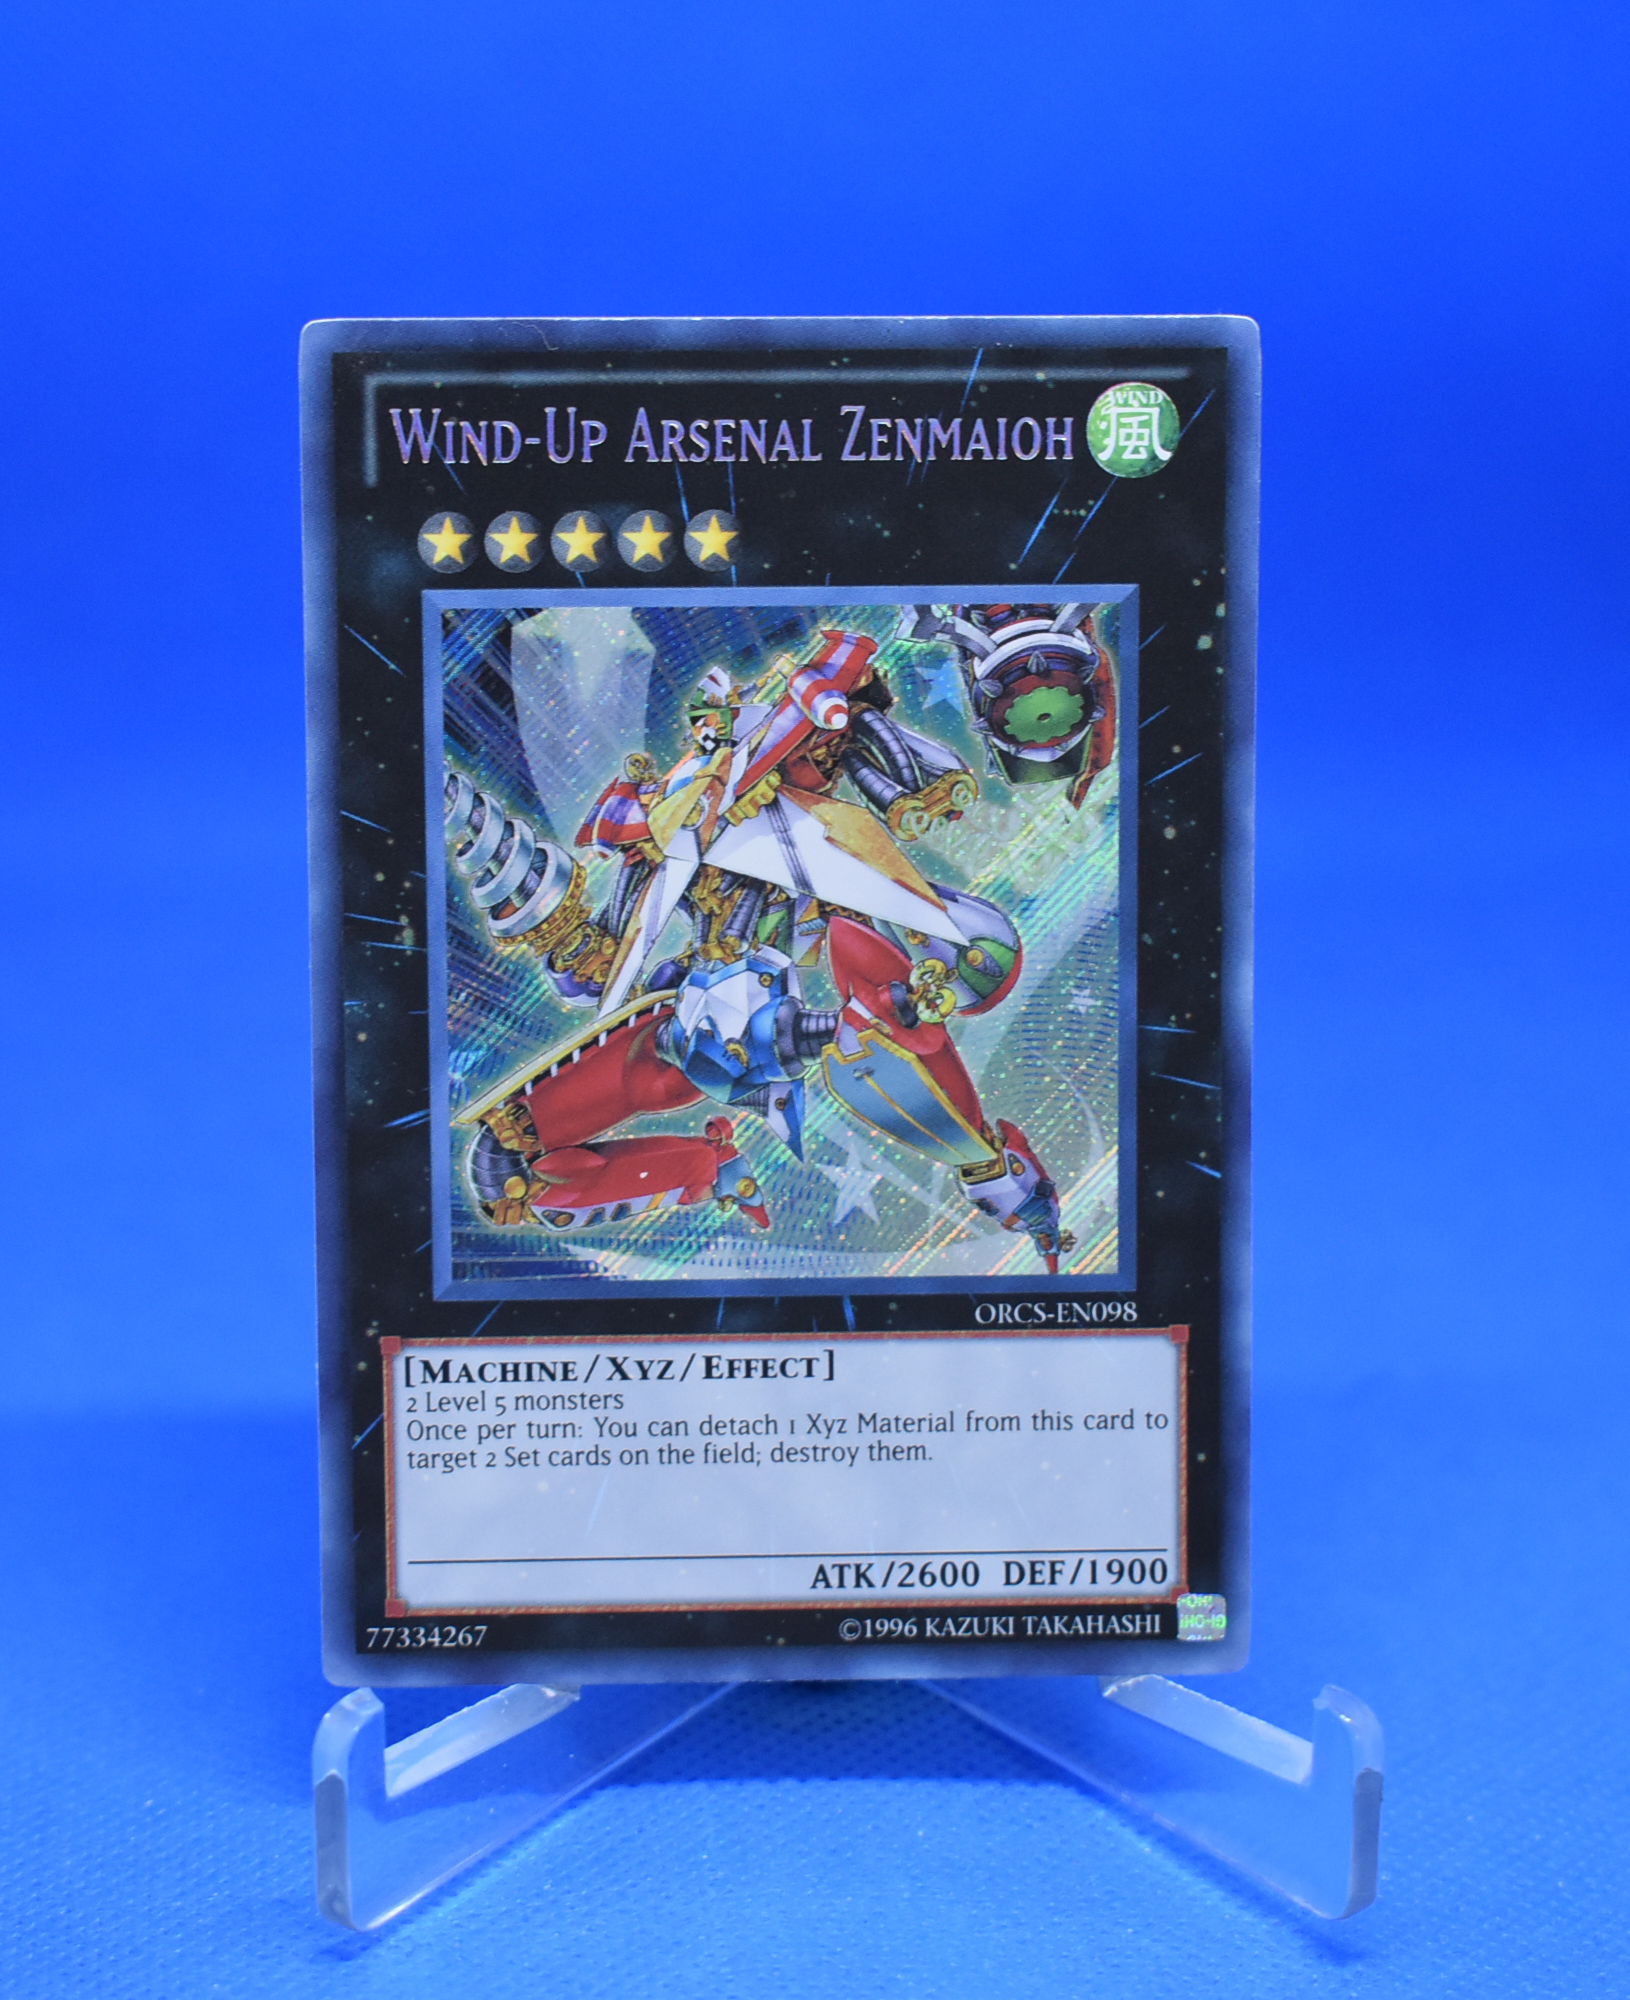 WIND-UP ARSENAL ZENMAIOH
WIND
風
ORCS-EN098
[MACHINE/XYZ/EFFECT]
2 Level 5 monsters
Once per turn: You can detach 1 Xyz Material from this card to
target 2 Set cards on the field; destroy them.
ATK/2600 DEF/1900
77334267
©1996 KAZUKI TAKAHASHI